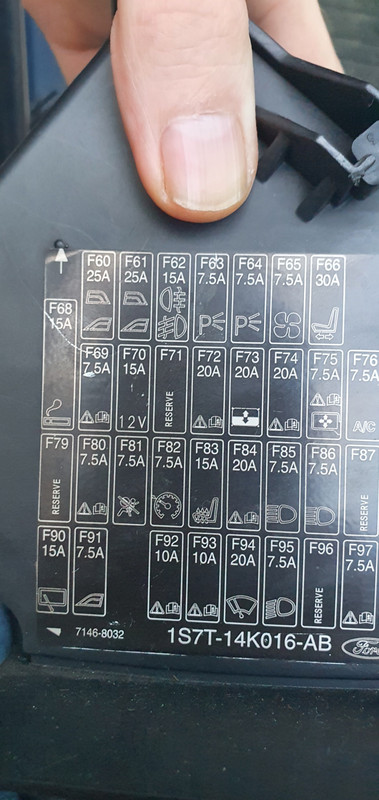 F60 F61 F62 F63 F64 F65 F66
25A 25A 15A 7.5A 7.5A 7.5A 30A
P P
F68
15A
F69 F70 F71 F72 F73 F74 F75 F76
7.5A 15A RESERVE 20A 20A 20A 7.5A 7.5A
12V A/C
F79 F80 F81 F82 F83 F84 F85 F86 F87
RESERVE 7.5A 7.5A 7.5A 15A 20A 7.5A 7.5A RESERVE
F90 F91 F92 F93 F94 F95 F96 F97
15A 7.5A 10A 10A 20A 7.5A RESERVE 7.5A
7146-8032 1S7T-14K016-AB Ford